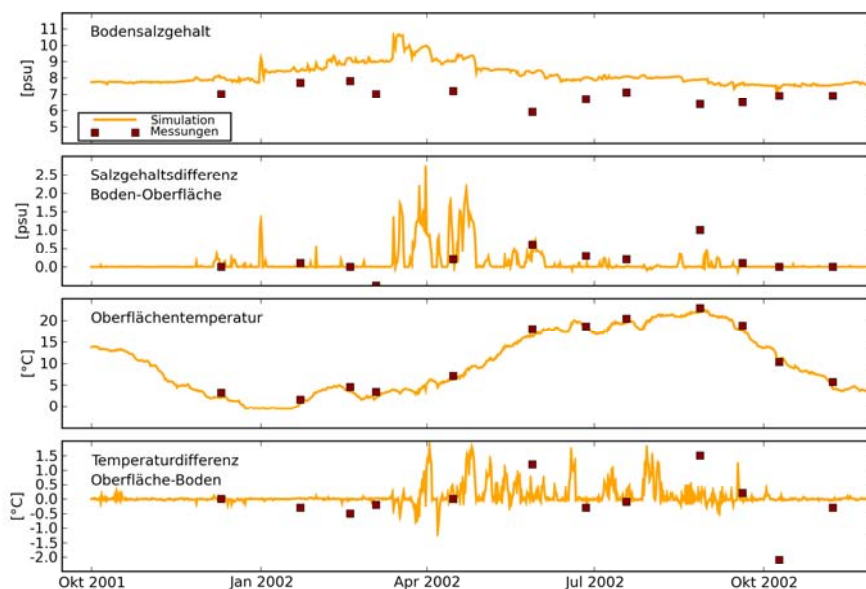 Bodensalzgehalt
[psu]
11
10
9
8
7
6
5
Simulation
Messungen
Salzgehaltsdifferenz
Boden-Oberfläche
[psu]
2.5
2.0
1.5
1.0
0.5
0.0
Oberflächentemperatur
[°C]
20
15
10
5
0
Temperaturdifferenz
Oberfläche-Boden
[°C]
1.5
1.0
0.5
0.0
-0.5
-1.0
-1.5
-2.0
Okt 2001 Jan 2002 Apr 2002 Jul 2002 Okt 2002